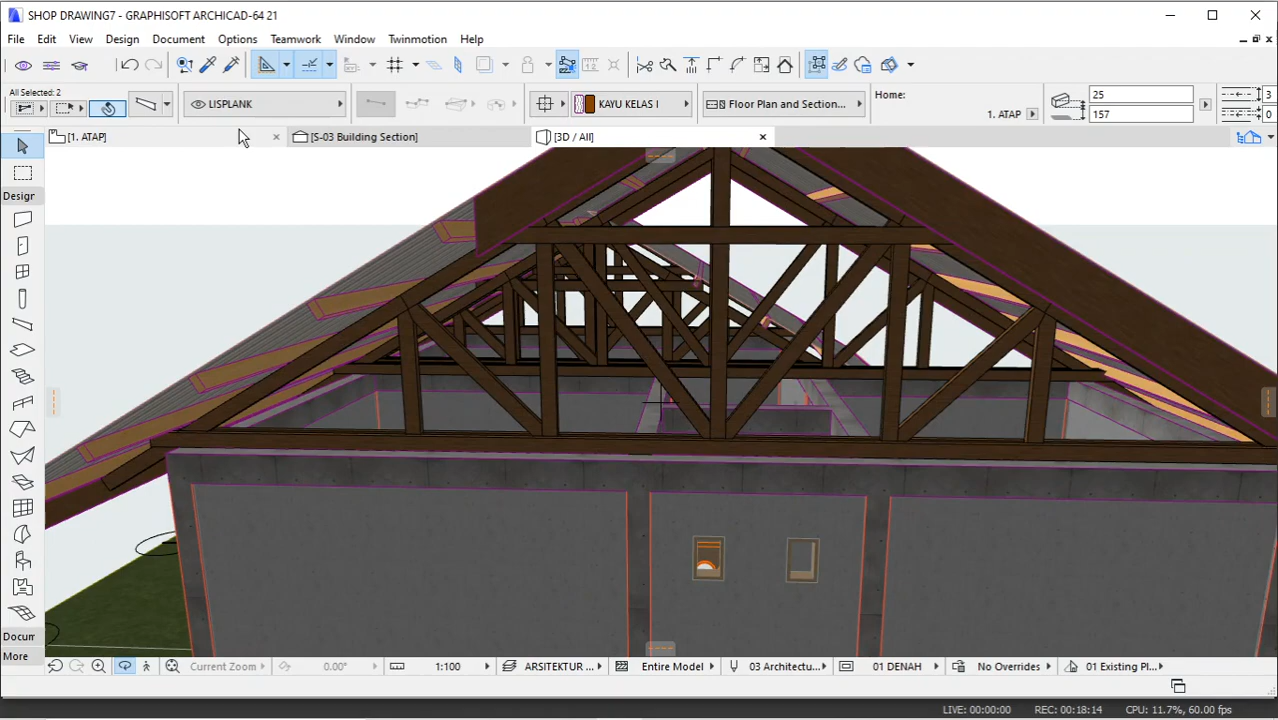 SHOP DRAWING7 - GRAPHISOFT ARCHICAD-64 21
File Edit View Design Document Options Teamwork Window Twinmotion Help
All Selected: 2
LISPLANK
KAYU KELAS I
Floor Plan and Section...
Home:
1. ATAP
25
157
3
0
[1. ATAP]
[S-03 Building Section]
[3D / All]
Design
Docum
More
Current Zoom
0.00°
1:100
ARSITEKTUR ...
Entire Model
03 Architectu...
01 DENAH
No Overrides
01 Existing Pl...
LIVE: 00:00:00
REC: 00:18:14
CPU: 11.7%, 60.00 fps